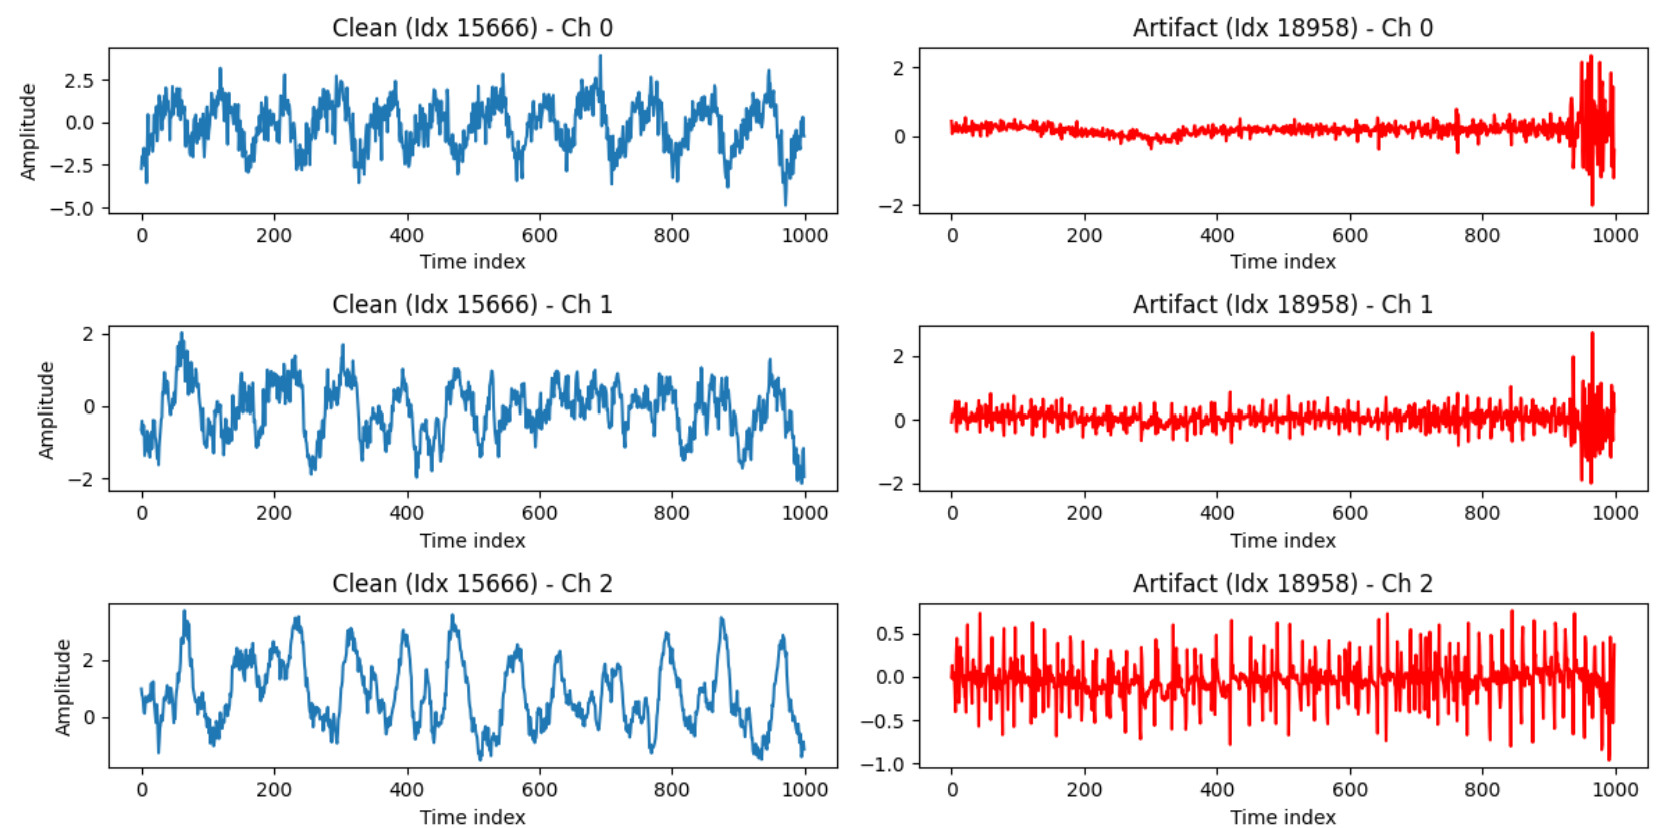 Clean (Idx 15666) - Ch 0
Amplitude
2.5
0.0
−2.5
−5.0
0 200 400 600 800 1000
Time index
Artifact (Idx 18958) - Ch 0
2
0
−2
0 200 400 600 800 1000
Time index
Clean (Idx 15666) - Ch 1
Amplitude
2
0
−2
0 200 400 600 800 1000
Time index
Artifact (Idx 18958) - Ch 1
2
0
−2
0 200 400 600 800 1000
Time index
Clean (Idx 15666) - Ch 2
Amplitude
2
0
0 200 400 600 800 1000
Time index
Artifact (Idx 18958) - Ch 2
0.5
0.0
−0.5
−1.0
0 200 400 600 800 1000
Time index